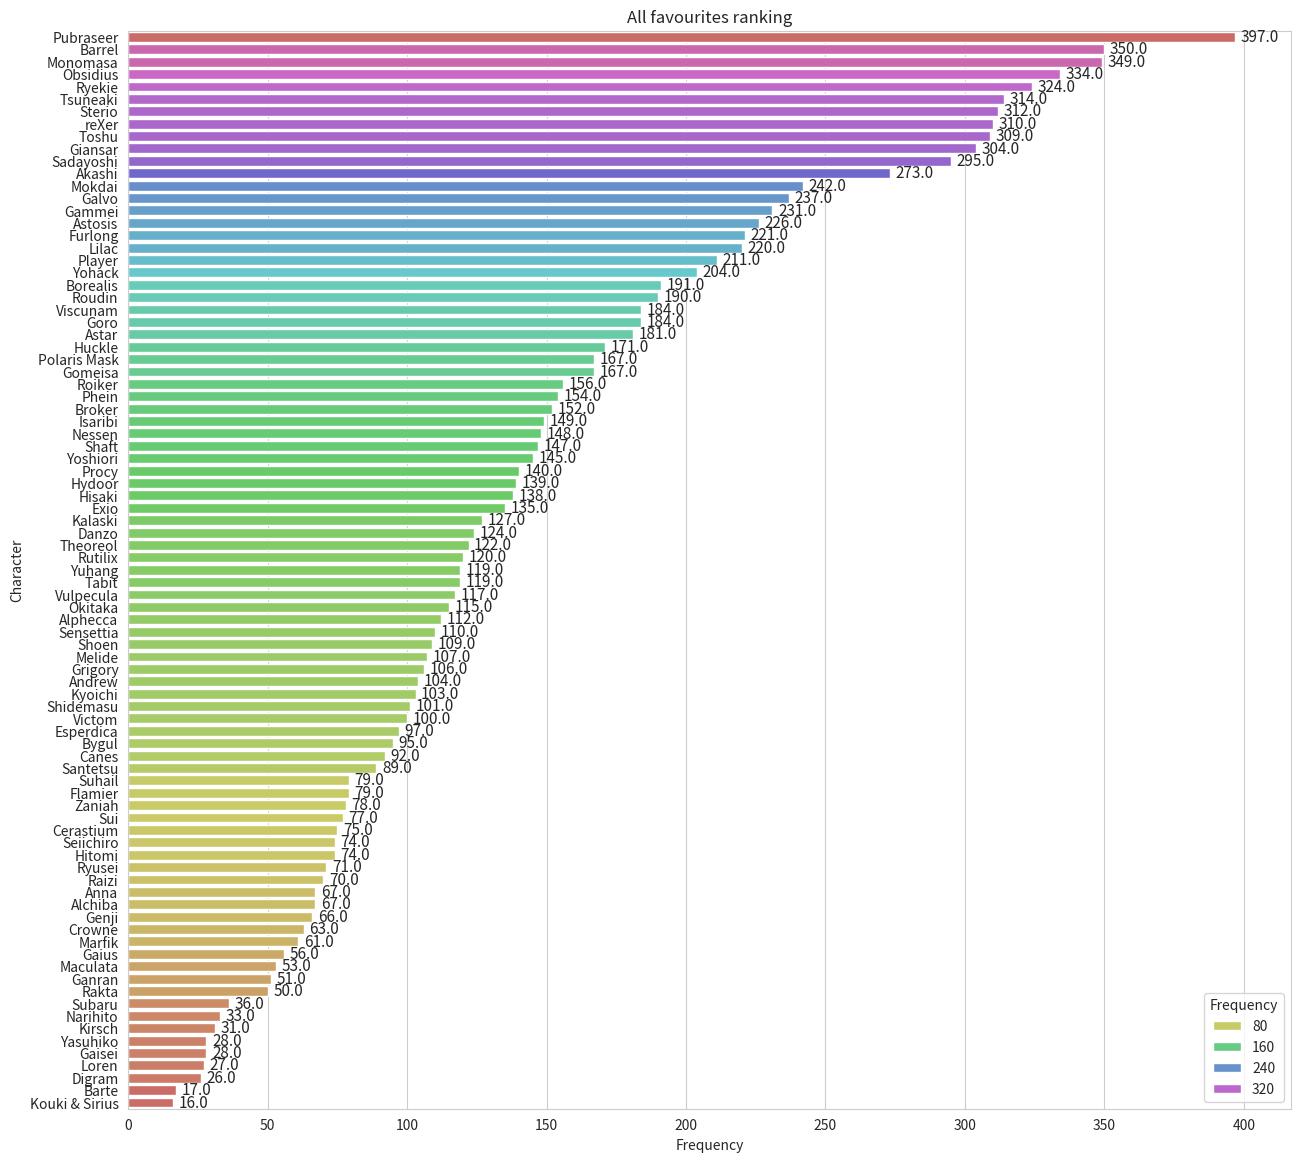 All favourites ranking
Pubraseer 397.0
Barrel 350.0
Monomasa 349.0
Obsidius 334.0
Ryekie 324.0
Tsuneaki 314.0
Sterio 312.0
reXer 310.0
Toshu 309.0
Giansar 304.0
Sadayoshi 295.0
Akashi 273.0
Mokdai 242.0
Galvo 237.0
Gammei 231.0
Astosis 226.0
Furlong 221.0
Lilac 220.0
Player 211.0
Yohack 204.0
Borealis 191.0
Roudin 190.0
Viscunam 184.0
Goro 184.0
Astar 181.0
Huckle 171.0
Polaris Mask 167.0
Gomeisa 167.0
Roiker 156.0
Phein 154.0
Broker 152.0
Isaribi 149.0
Nessen 148.0
Shaft 147.0
Yoshiori 145.0
Procy 140.0
Hydoor 139.0
Hisaki 138.0
Exio 135.0
Kalaski 127.0
Danzo 124.0
Theoreol 122.0
Rutilix 120.0
Yuhang 119.0
Tabit 119.0
Vulpecula 117.0
Okitaka 115.0
Alphecca 112.0
Sensettia 110.0
Shoen 109.0
Melide 107.0
Grigory 106.0
Andrew 104.0
Kyoichi 103.0
Shidemasu 101.0
Victom 100.0
Esperdica 97.0
Bygul 95.0
Canes 92.0
Santetsu 89.0
Suhail 79.0
Flamier 79.0
Zaniah 78.0
Sui 77.0
Cerastium 75.0
Seiichiro 74.0
Hitomi 74.0
Ryusei 71.0
Raizi 70.0
Anna 67.0
Alchiba 67.0
Genji 66.0
Crowne 63.0
Marfik 61.0
Gaius 56.0
Maculata 53.0
Ganran 51.0
Rakta 50.0
Subaru 36.0
Narihito 33.0
Kirsch 31.0
Yasuhiko 28.0
Gaisei 28.0
Loren 27.0
Digram 26.0
Barte 17.0
Kouki & Sirius 16.0
Character
0 50 100 150 200 250 300 350 400
Frequency
Frequency
80
160
240
320